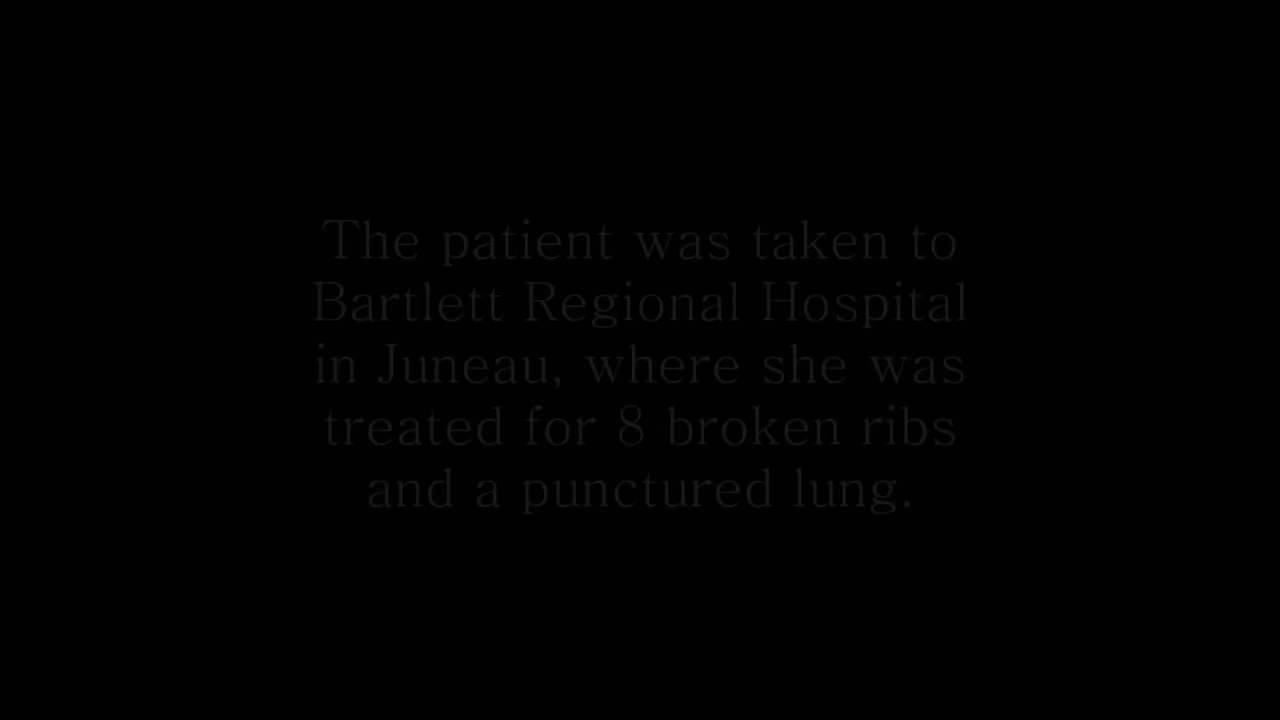 The patient was taken to
Bartlett Regional Hospital
in Juneau, where she was
treated for 8 broken ribs
and a punctured lung.